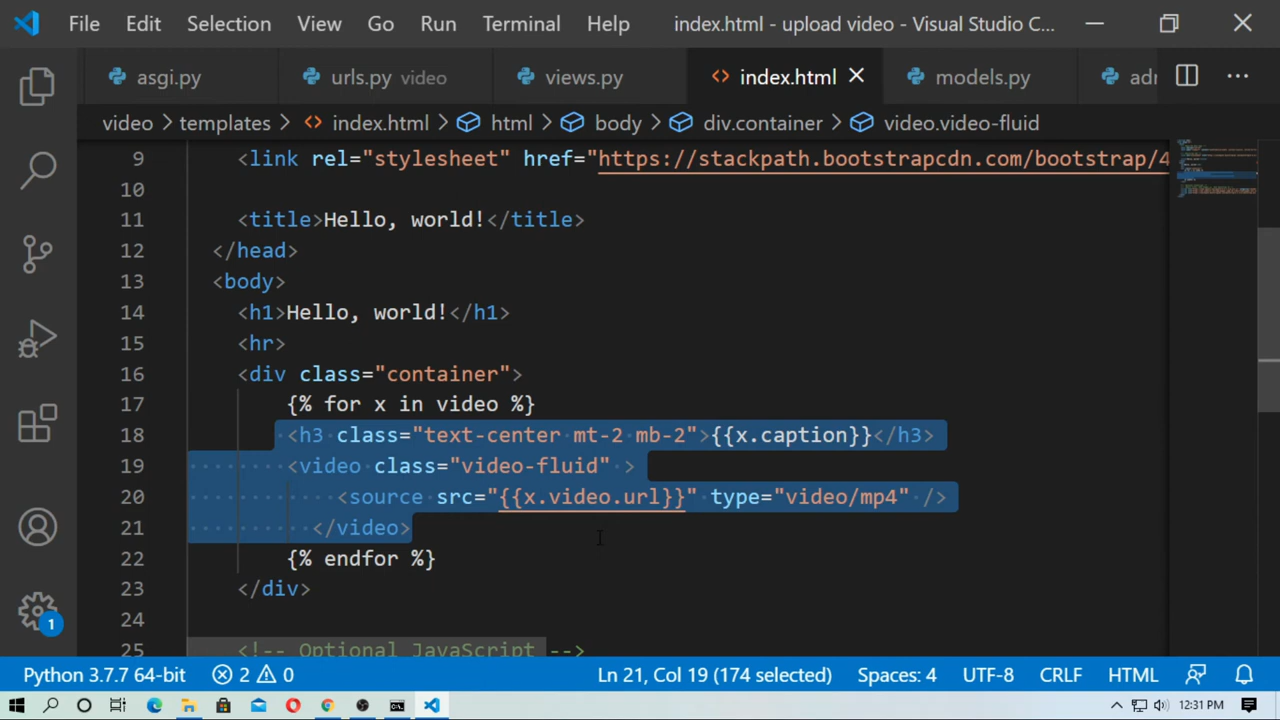 File Edit Selection View Go Run Terminal Help index.html - upload video - Visual Studio C...
asgi.py urls.py video views.py index.html models.py adr
video > templates > index.html > html > body > div.container > video.video-fluid
9 <link rel="stylesheet" href="https://stackpath.bootstrapcdn.com/bootstrap/4
10
11 <title>Hello, world!</title>
12 </head>
13 <body>
14 <h1>Hello, world!</h1>
15 <hr>
16 <div class="container">
17 {% for x in video %}
18 <h3 class="text-center mt-2 mb-2">{{x.caption}}</h3>
19 <video class="video-fluid" >
20 <source src="{{x.video.url}}" type="video/mp4" />
21 </video>
22 {% endfor %}
23 </div>
24
25 <!-- Optional JavaScript -->
1
Python 3.7.7 64-bit 2 0 Ln 21, Col 19 (174 selected) Spaces: 4 UTF-8 CRLF HTML
12:31 PM